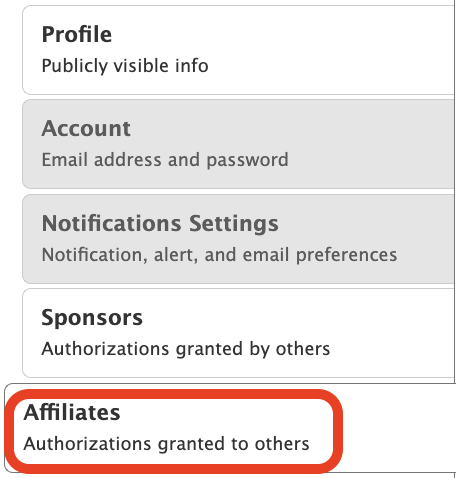 Profile
Publicly visible info
Account
Email address and password
Notifications Settings
Notification, alert, and email preferences
Sponsors
Authorizations granted by others
Affiliates
Authorizations granted to others